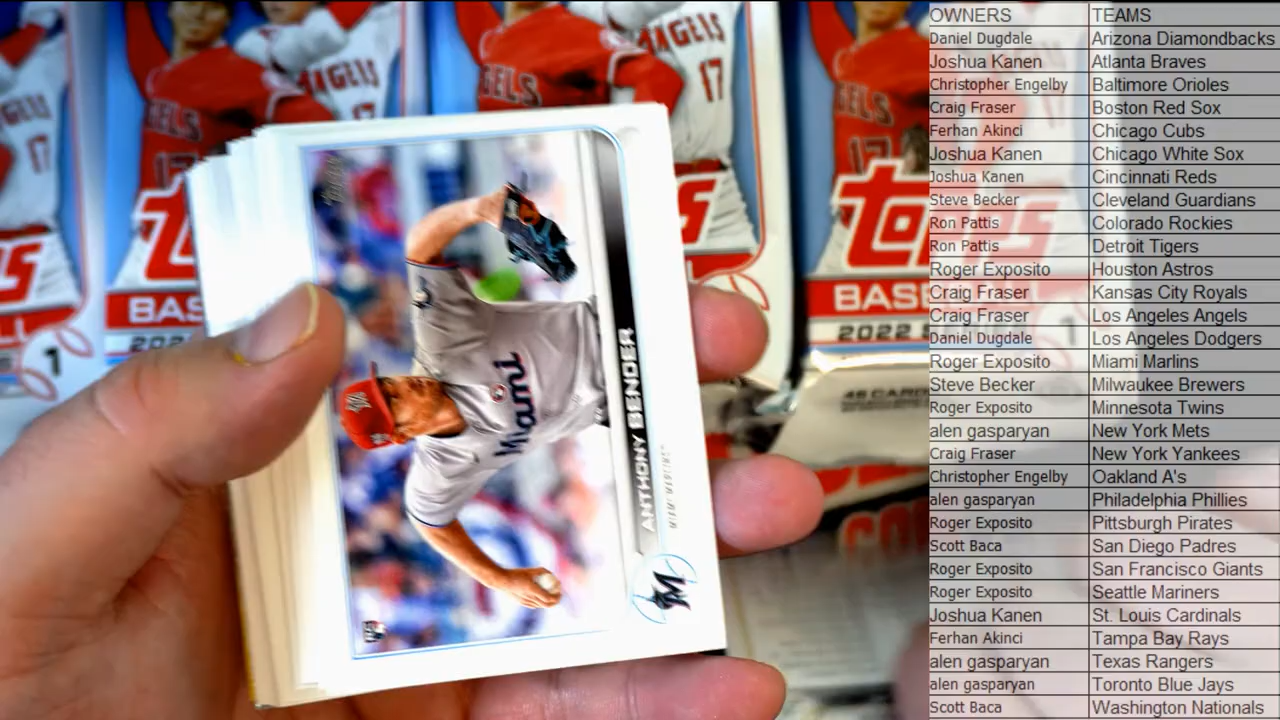 OWNERS TEAMS
Daniel Dugdale Arizona Diamondbacks
Joshua Kanen Atlanta Braves
Christopher Engelby Baltimore Orioles
Craig Fraser Boston Red Sox
Ferhan Akinci Chicago Cubs
Joshua Kanen Chicago White Sox
Joshua Kanen Cincinnati Reds
Steve Becker Cleveland Guardians
Ron Pattis Colorado Rockies
Ron Pattis Detroit Tigers
Roger Exposito Houston Astros
Craig Fraser Kansas City Royals
Craig Fraser Los Angeles Angels
Daniel Dugdale Los Angeles Dodgers
Roger Exposito Miami Marlins
Steve Becker Milwaukee Brewers
Roger Exposito Minnesota Twins
alen gasparyan New York Mets
Craig Fraser New York Yankees
Christopher Engelby Oakland A's
alen gasparyan Philadelphia Phillies
Roger Exposito Pittsburgh Pirates
Scott Baca San Diego Padres
Roger Exposito San Francisco Giants
Roger Exposito Seattle Mariners
Joshua Kanen St. Louis Cardinals
Ferhan Akinci Tampa Bay Rays
alen gasparyan Texas Rangers
alen gasparyan Toronto Blue Jays
Scott Baca Washington Nationals
ANTHONY BENDER
Miami
M
ANGELS
17
ANGELS
17
TOPPS
BASE
2022
1